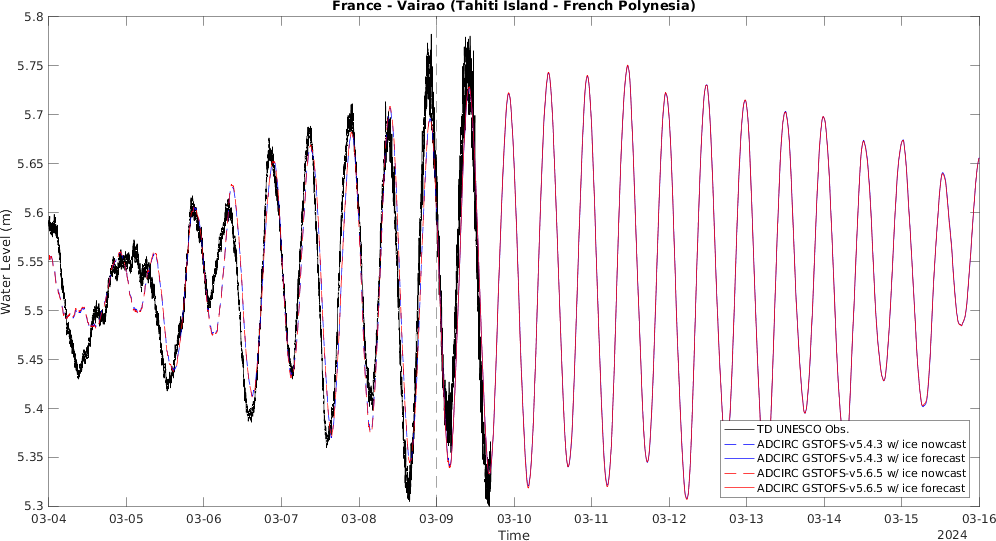 France - Vairao (Tahiti Island - French Polynesia)
5.8
5.75
5.7
5.65
5.6
5.55
5.5
5.45
5.4
5.35
5.3
Water Level (m)
TD UNESCO Obs.
ADCIRC GSTOFS-v5.4.3 w/ ice nowcast
ADCIRC GSTOFS-v5.4.3 w/ ice forecast
ADCIRC GSTOFS-v5.6.5 w/ ice nowcast
ADCIRC GSTOFS-v5.6.5 w/ ice forecast
03-04 03-05 03-06 03-07 03-08 03-09 03-10 03-11 03-12 03-13 03-14 03-15 03-16
Time
2024